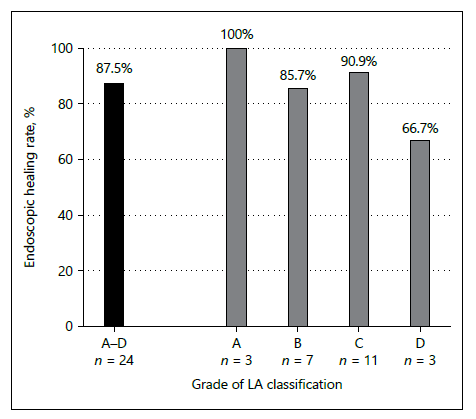 100%
100
87.5%
85.7%
90.9%
80
66.7%
60
40
20
0
Endoscopic healing rate, %
A–D A B C D
n = 24 n = 3 n = 7 n = 11 n = 3
Grade of LA classification